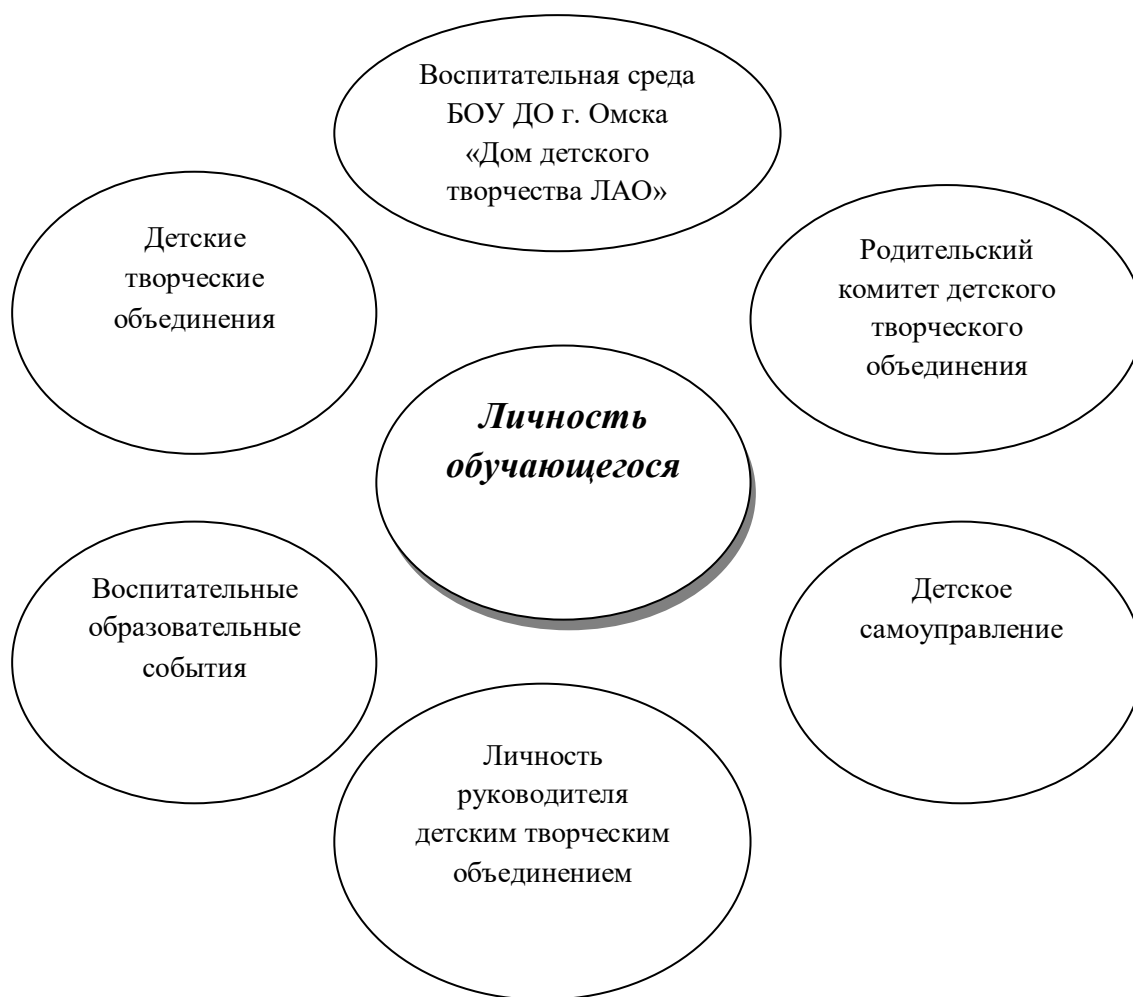 Воспитательная среда
БОУ ДО г. Омска
«Дом детского
творчества ЛАО»
Детские
творческие
объединения
Родительский
комитет детского
творческого
объединения
Личность
обучающегося
Воспитательные
образовательные
события
Детское
самоуправление
Личность
руководителя
детским творческим
объединением